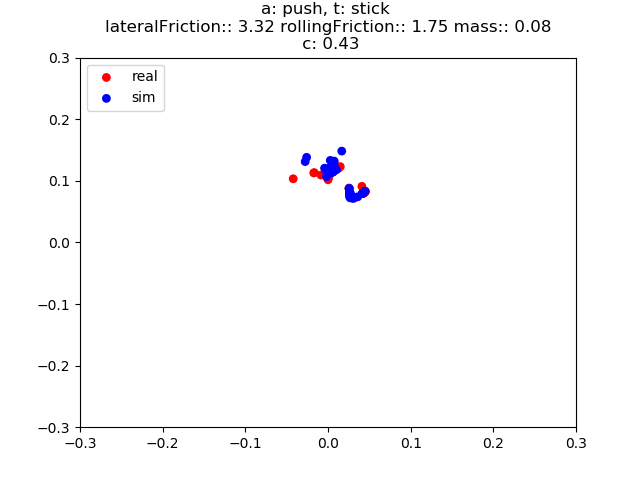 a: push, t: stick
lateralFriction:: 3.32 rollingFriction:: 1.75 mass:: 0.08
c: 0.43
real
sim
0.3
0.2
0.1
0.0
−0.1
−0.2
−0.3
−0.3 −0.2 −0.1 0.0 0.1 0.2 0.3